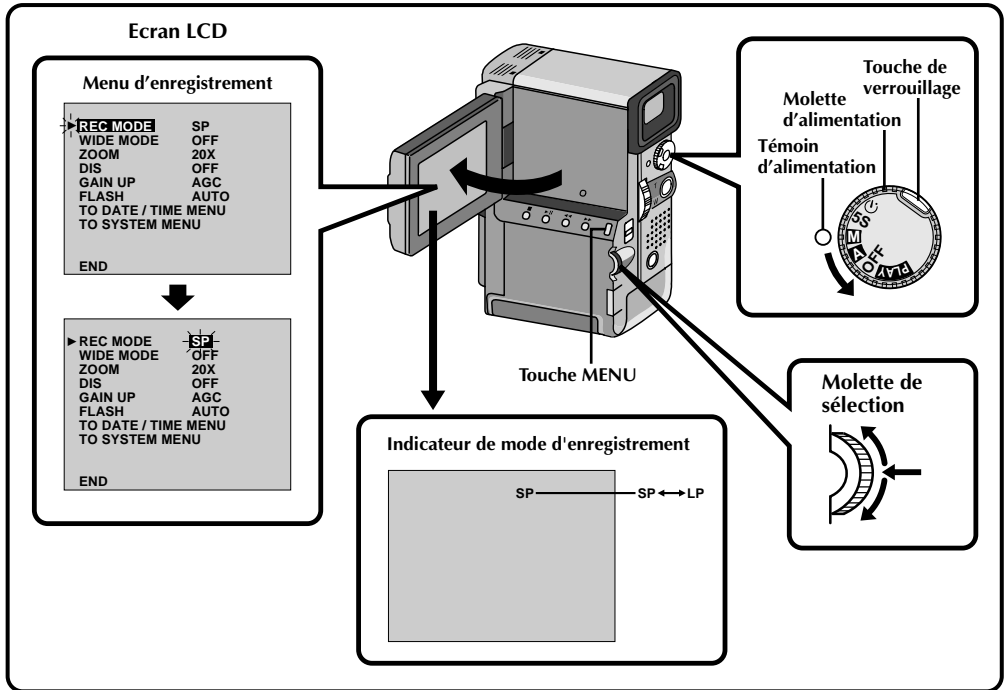 Ecran LCD
Menu d'enregistrement
REC MODE SP
WIDE MODE OFF
ZOOM 20X
DIS OFF
GAIN UP AGC
FLASH AUTO
TO DATE / TIME MENU
TO SYSTEM MENU
END
REC MODE SP
WIDE MODE OFF
ZOOM 20X
DIS OFF
GAIN UP AGC
FLASH AUTO
TO DATE / TIME MENU
TO SYSTEM MENU
END
Touche MENU
Indicateur de mode d'enregistrement
SP SP LP
Touche de
verrouillage
Molette
d'alimentation
Témoin
d'alimentation
5S
M
A
OFF
PLAY
Molette de
sélection